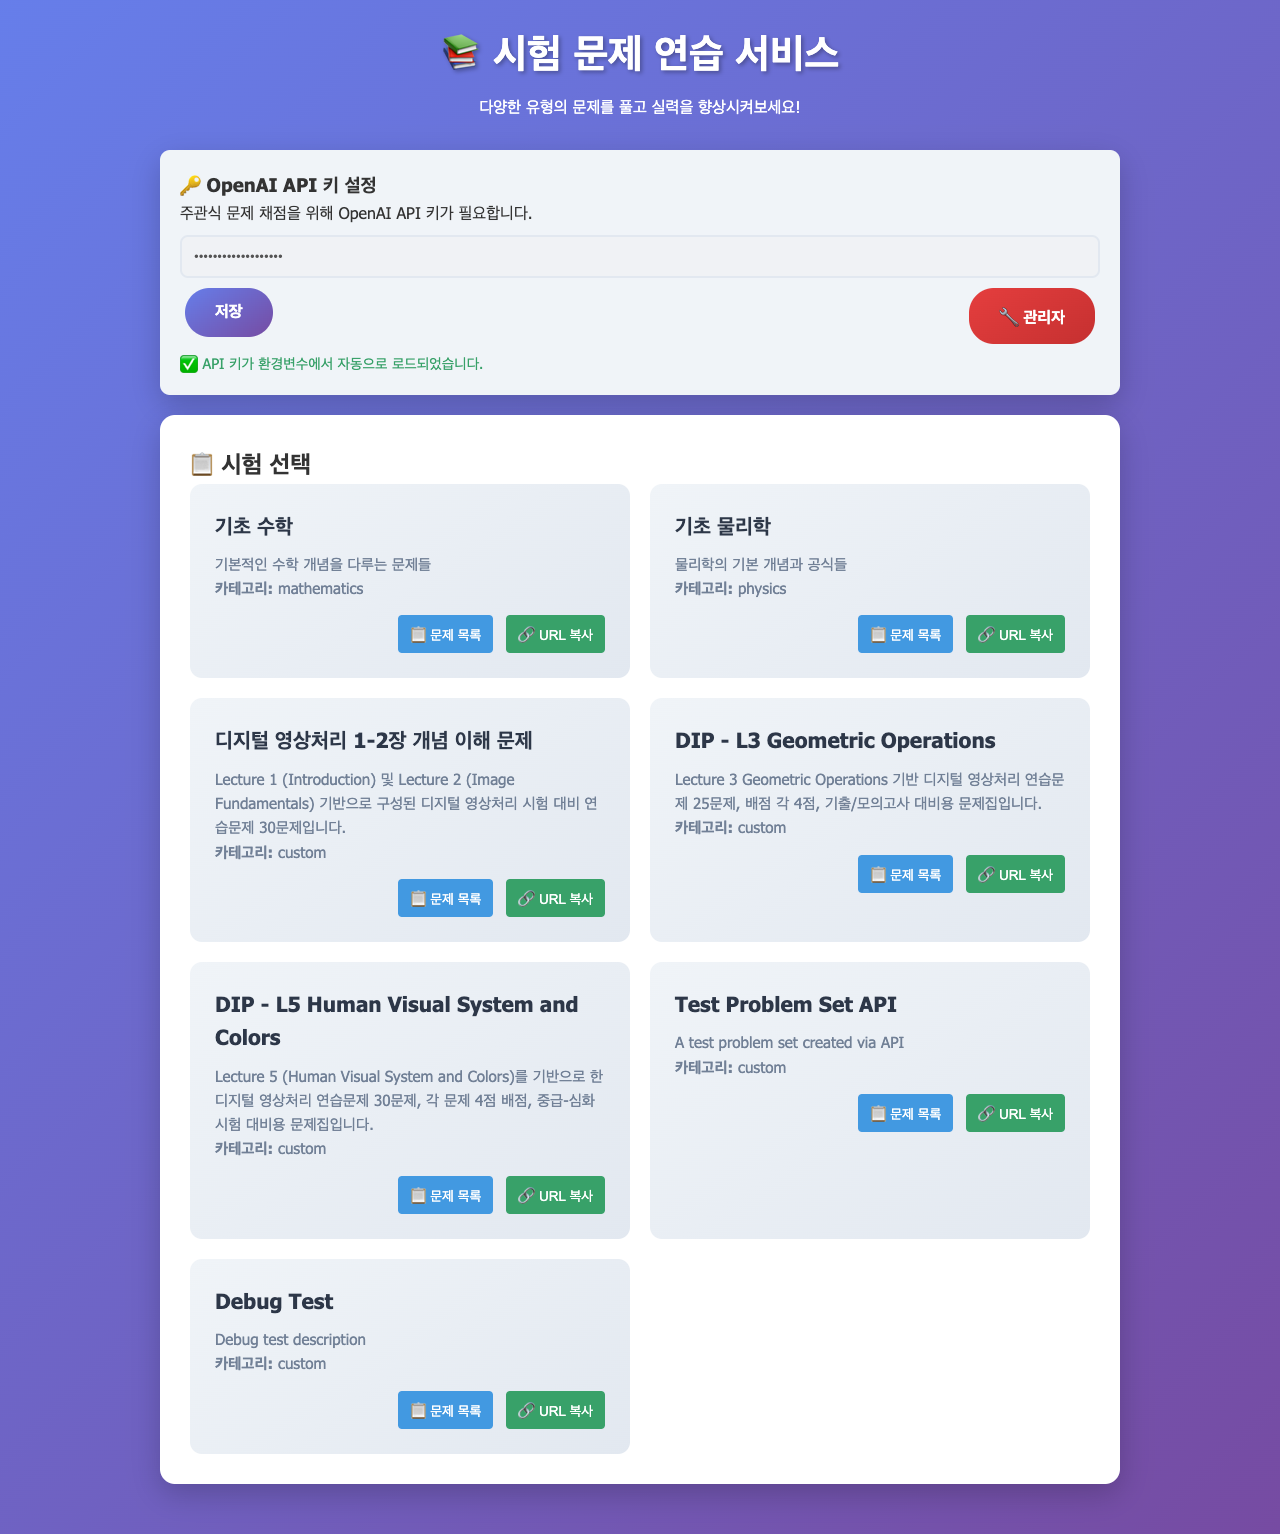 📚 시험 문제 연습 서비스
다양한 유형의 문제를 풀고 실력을 향상시켜보세요!
🔑 OpenAI API 키 설정
주관식 문제 채점을 위해 OpenAI API 키가 필요합니다.
•••••••••••••••••••
저장
🔧 관리자
✅ API 키가 환경변수에서 자동으로 로드되었습니다.
📋 시험 선택
기초 수학
기본적인 수학 개념을 다루는 문제들
카테고리: mathematics
📋 문제 목록
🔗 URL 복사
기초 물리학
물리학의 기본 개념과 공식들
카테고리: physics
📋 문제 목록
🔗 URL 복사
디지털 영상처리 1-2장 개념 이해 문제
Lecture 1 (Introduction) 및 Lecture 2 (Image
Fundamentals) 기반으로 구성된 디지털 영상처리 시험 대비 연
습문제 30문제입니다.
카테고리: custom
📋 문제 목록
🔗 URL 복사
DIP - L3 Geometric Operations
Lecture 3 Geometric Operations 기반 디지털 영상처리 연습문
제 25문제, 배점 각 4점, 기출/모의고사 대비용 문제집입니다.
카테고리: custom
📋 문제 목록
🔗 URL 복사
DIP - L5 Human Visual System and
Colors
Lecture 5 (Human Visual System and Colors)를 기반으로 한
디지털 영상처리 연습문제 30문제, 각 문제 4점 배점, 중급-심화
시험 대비용 문제집입니다.
카테고리: custom
📋 문제 목록
🔗 URL 복사
Test Problem Set API
A test problem set created via API
카테고리: custom
📋 문제 목록
🔗 URL 복사
Debug Test
Debug test description
카테고리: custom
📋 문제 목록
🔗 URL 복사